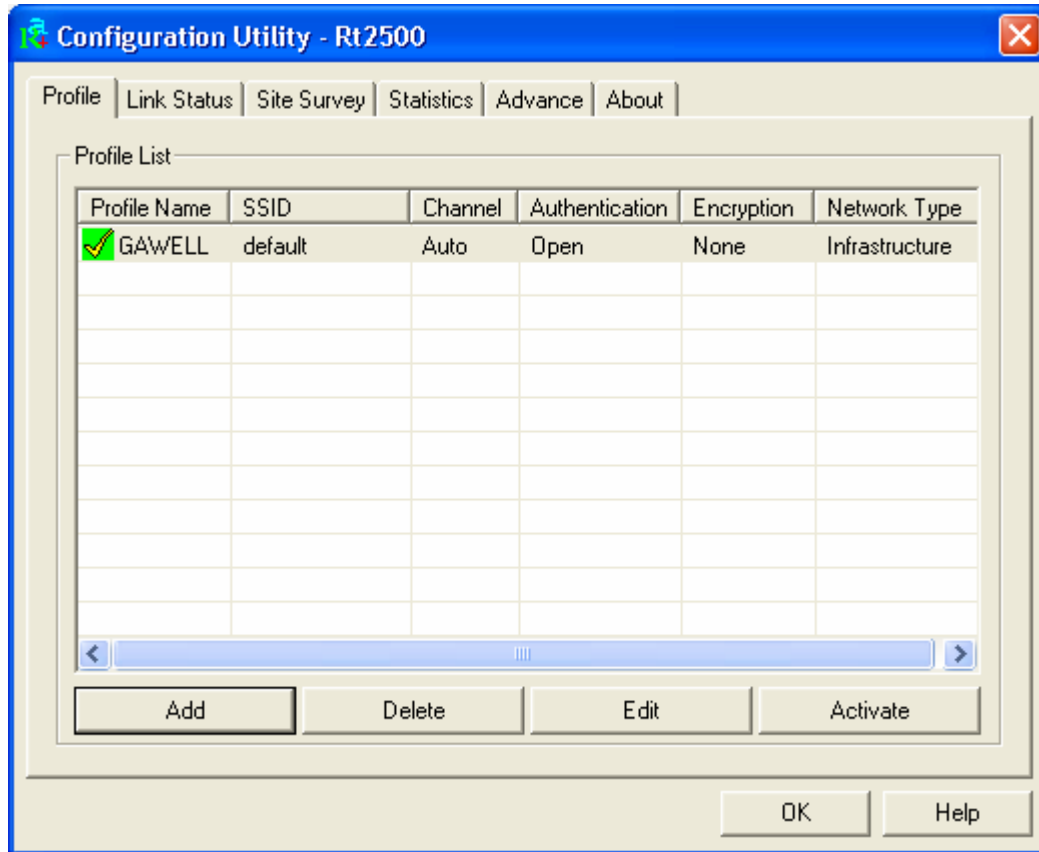 Configuration Utility - Rt2500
Profile Link Status Site Survey Statistics Advance About
Profile List
Profile Name SSID Channel Authentication Encryption Network Type
GAWELL default Auto Open None Infrastructure
Add Delete Edit Activate
OK Help